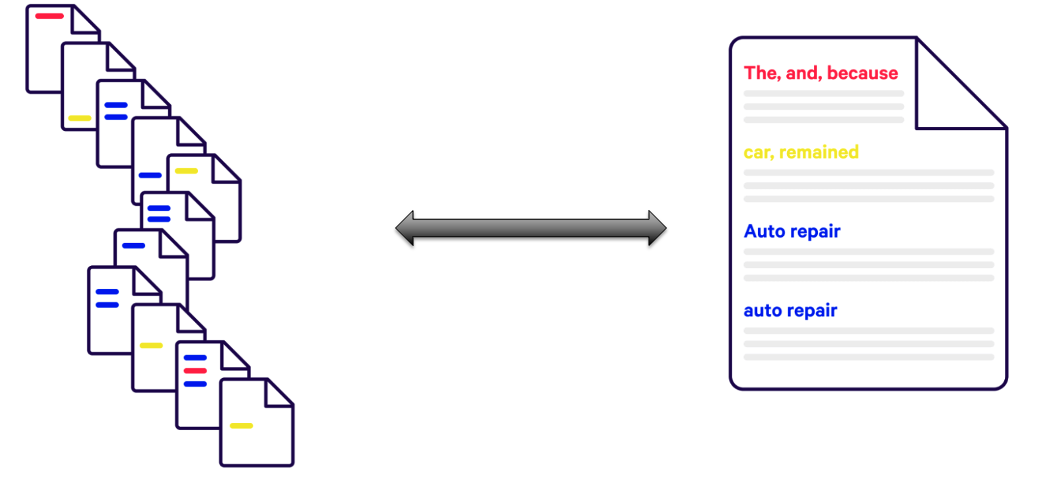 The, and, because
car, remained
Auto repair
auto repair